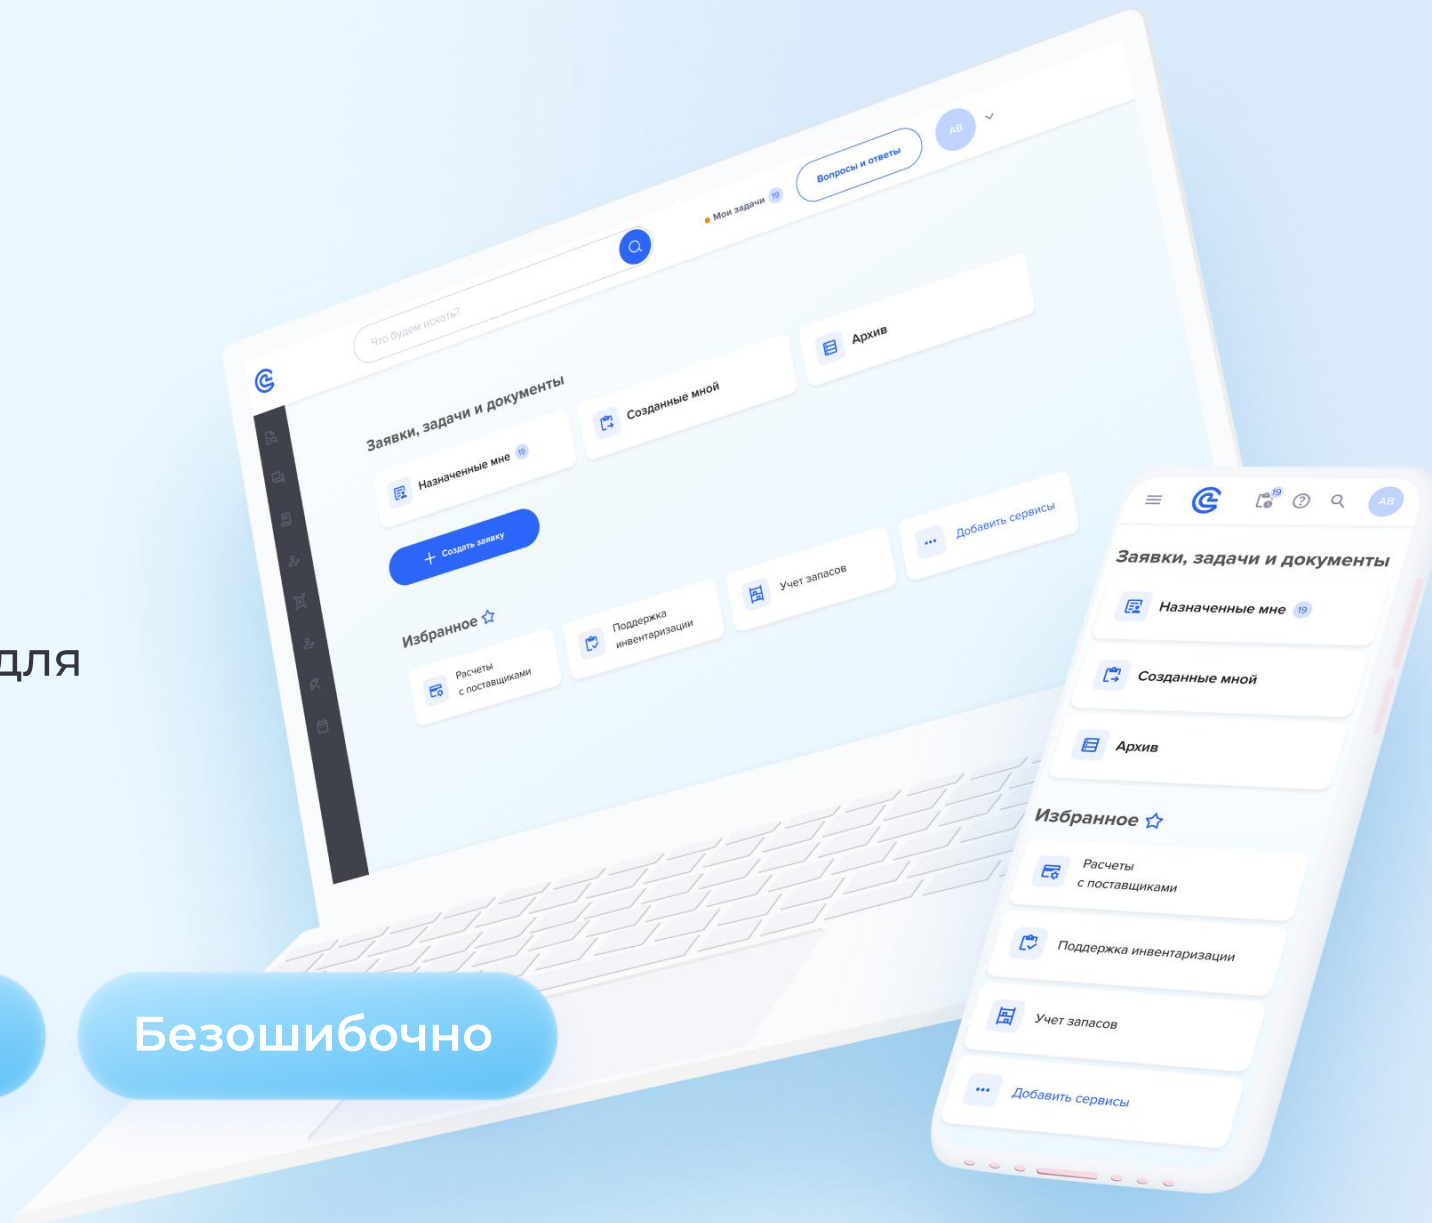 Что будем искать?
Мои задачи 19
Вопросы и ответы
АВ
Заявки, задачи и документы
Назначенные мне 19
Созданные мной
Архив
+ Создать заявку
Избранное
Расчеты
с поставщиками
Поддержка
инвентаризации
Учет запасов
Добавить сервисы
для
Безошибочно
19
АВ
Заявки, задачи и документы
Назначенные мне 19
Созданные мной
Архив
Избранное
Расчеты
с поставщиками
Поддержка инвентаризации
Учет запасов
Добавить сервисы